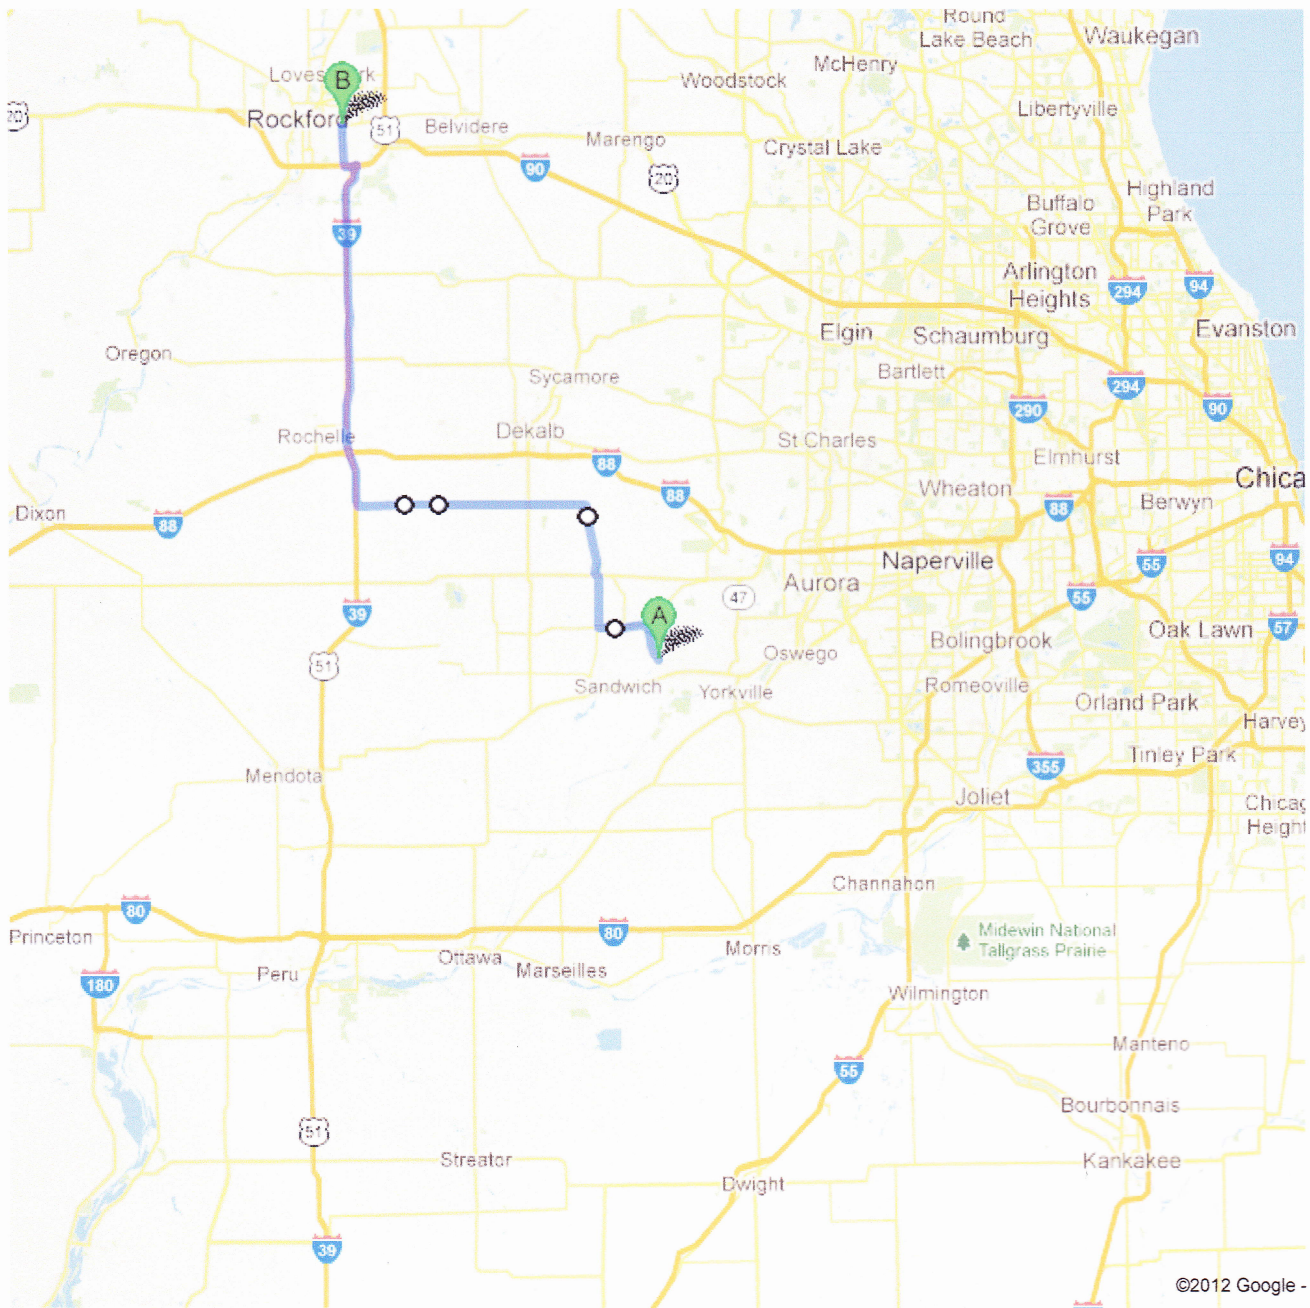 Round
Lake Beach
Waukegan
McHenry
Woodstock
Loves Park
B
20
Rockford
51
Belvidere
Libertyville
Marengo
Crystal Lake
90
20
Highland
Park
Buffalo
Grove
39
Arlington
Heights
294
94
Elgin
Schaumburg
Evanston
Oregon
Sycamore
Bartlett
294
290
90
Rochelle
Dekalb
St Charles
88
Elmhurst
88
Wheaton
Chica
Dixon
88
88
Berwyn
Naperville
55
94
Aurora
47
55
39
A
57
Oak Lawn
51
Bolingbrook
Oswego
Sandwich
Yorkville
Romeoville
Orland Park
Harvey
Mendota
355
Tinley Park
Joliet
Chicag
Height
Channahon
80
Princeton
80
Midewin National
Tallgrass Prairie
Ottawa
Morris
Peru
Marseilles
180
Wilmington
Manteno
55
Bourbonnais
51
Streator
Kankakee
Dwight
39
©2012 Google -